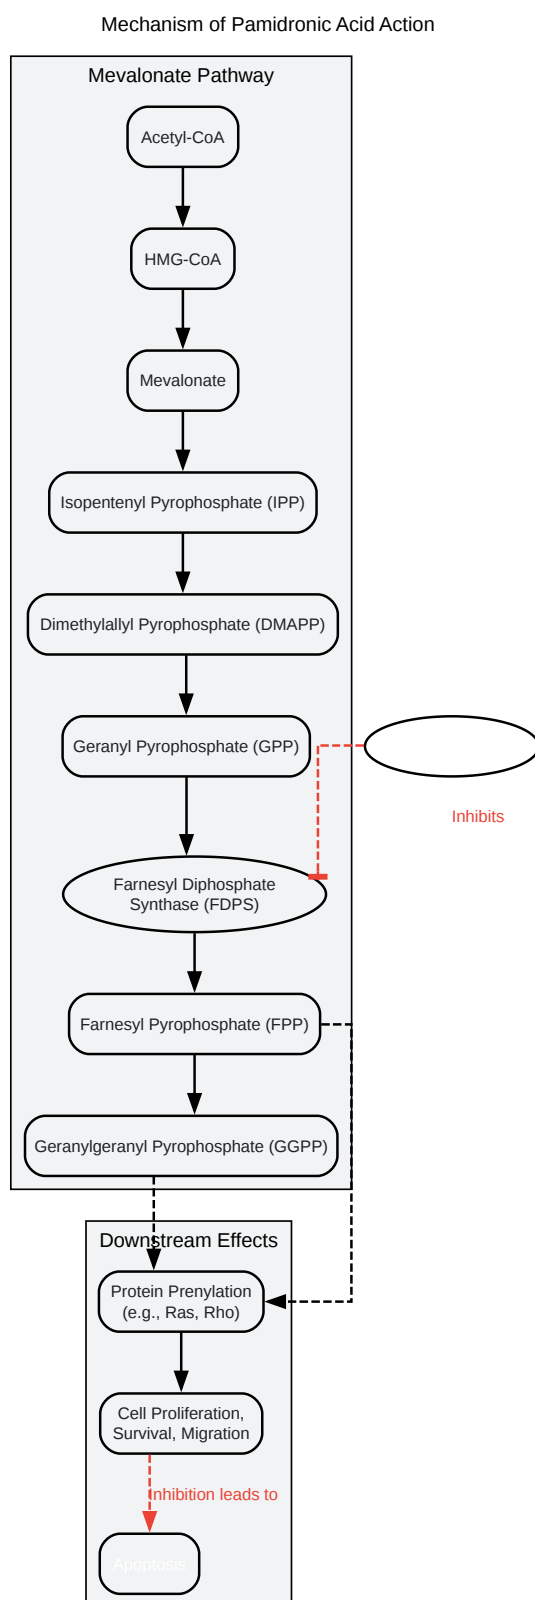 Mechanism of Pamidronic Acid Action
Mevalonate Pathway
Acetyl-CoA
HMG-CoA
Mevalonate
Isopentenyl Pyrophosphate (IPP)
Dimethylallyl Pyrophosphate (DMAPP)
Geranyl Pyrophosphate (GPP)
Inhibits
Farnesyl Diphosphate
Synthase (FDPS)
Farnesyl Pyrophosphate (FPP)
Geranylgeranyl Pyrophosphate (GGPP)
Downstream Effects
Protein Prenylation
(e.g., Ras, Rho)
Cell Proliferation,
Survival, Migration
Inhibition leads to
Apoptosis